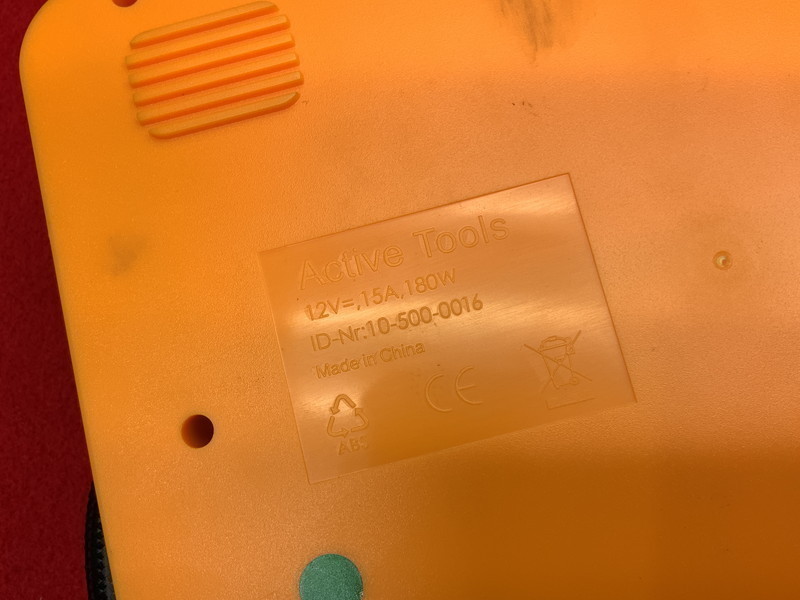 Active Tools
12V=,15A,180W
ID-Nr:10-500-0016
Made in China
CE
ABS